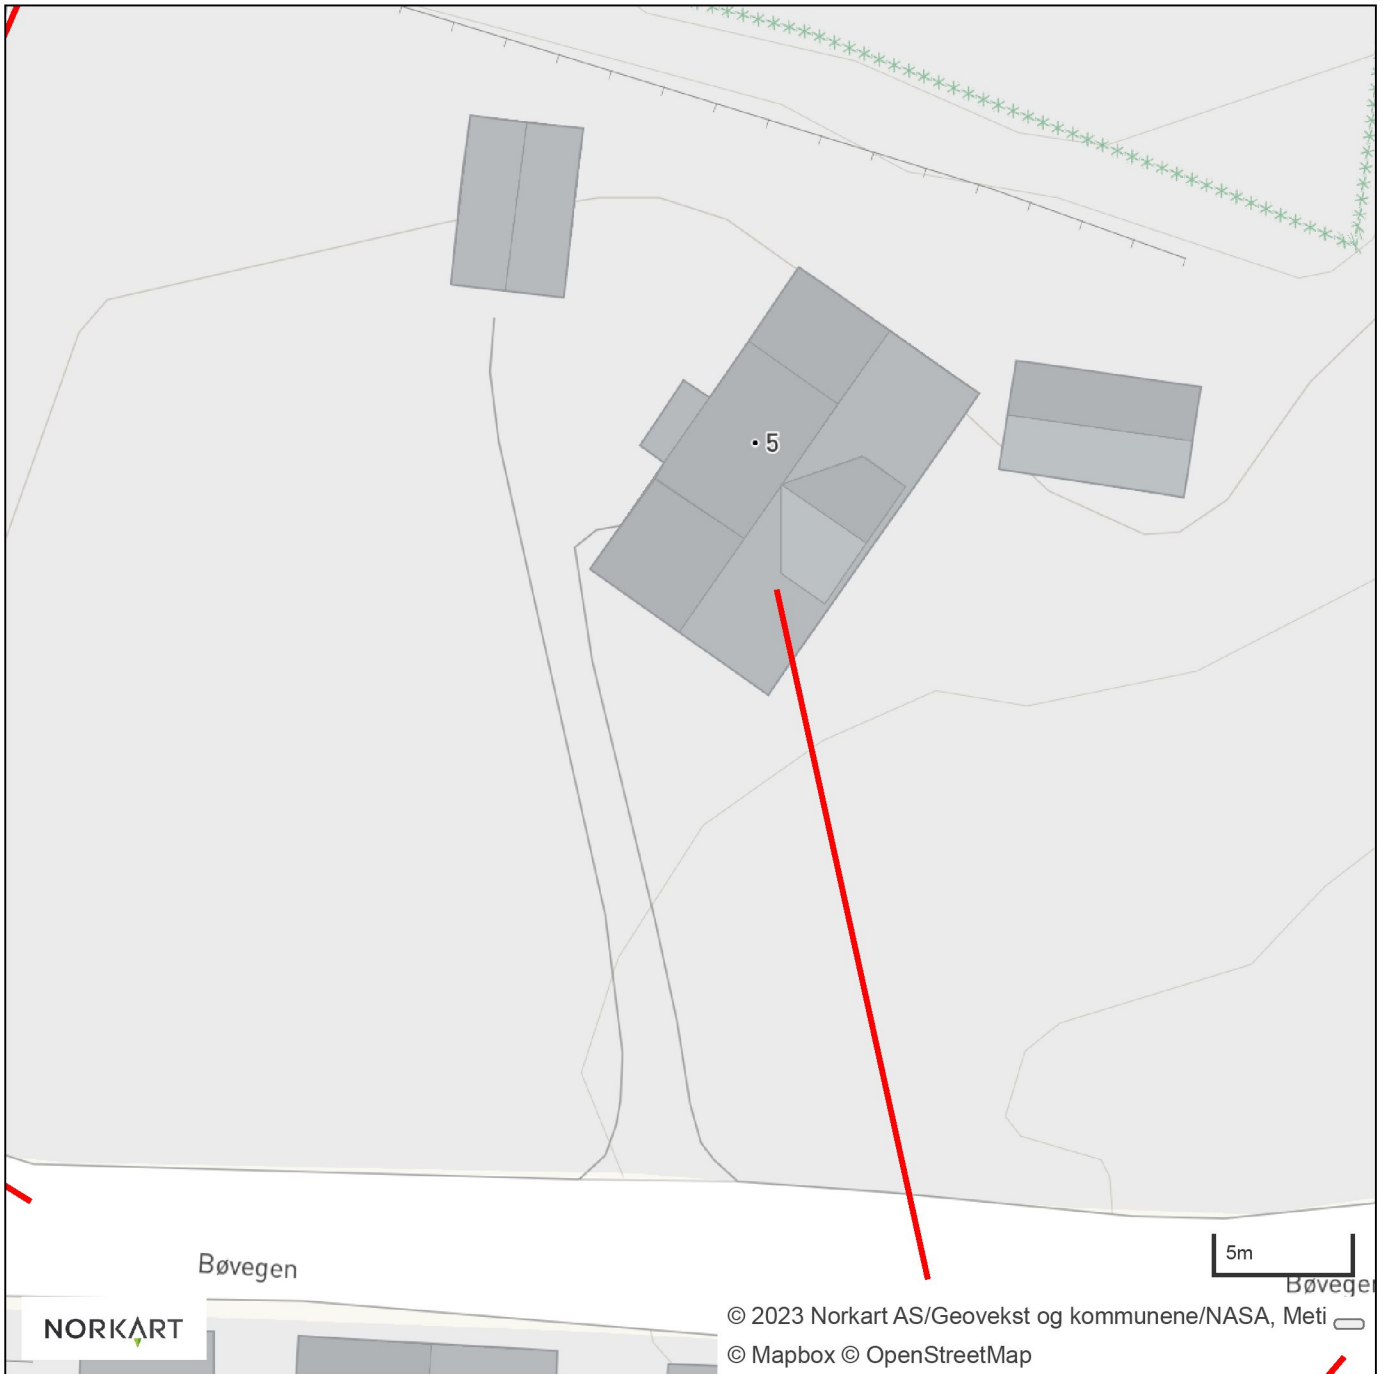 5
5m
Bøvegen
Bøvegen
NORKART
© 2023 Norkart AS/Geovekst og kommunene/NASA, Meti
© Mapbox © OpenStreetMap